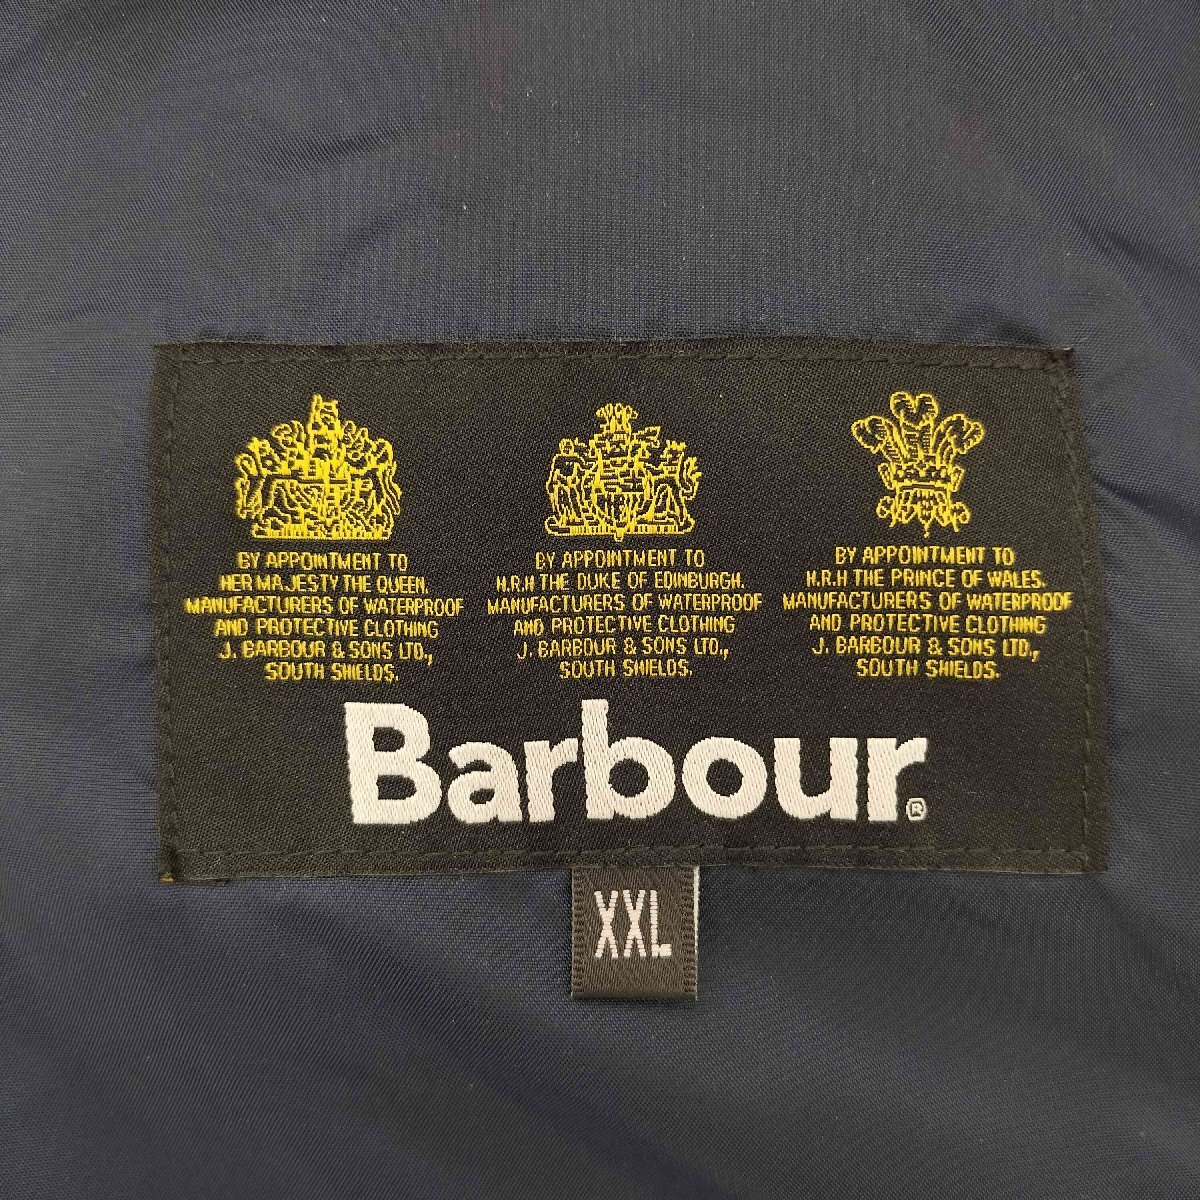 BY APPOINTMENT TO
HER MAJESTY THE QUEEN.
MANUFACTURERS OF WATERPROOF
AND PROTECTIVE CLOTHING
J. BARBOUR & SONS LTD.,
SOUTH SHIELDS.
BY APPOINTMENT TO
H.R.H THE DUKE OF EDINBURGH.
MANUFACTURERS OF WATERPROOF
AND PROTECTIVE CLOTHING
J. BARBOUR & SONS LTD.,
SOUTH SHIELDS.
BY APPOINTMENT TO
H.R.H THE PRINCE OF WALES.
MANUFACTURERS OF WATERPROOF
AND PROTECTIVE CLOTHING
J. BARBOUR & SONS LTD.,
SOUTH SHIELDS.
Barbour®
XXL